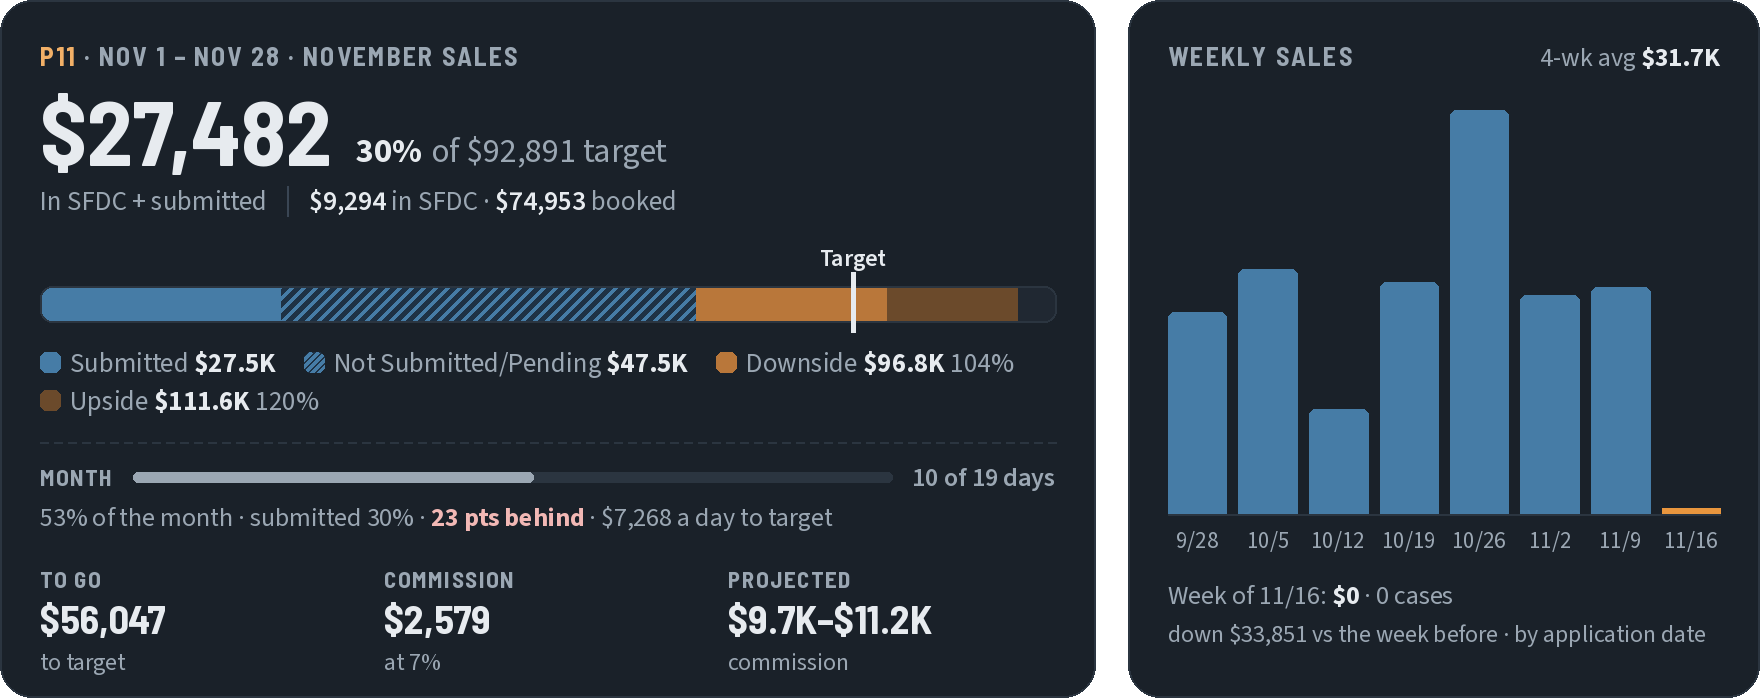 P11 · NOV 1 – NOV 28 · NOVEMBER SALES
$27,482 30% of $92,891 target
In SFDC + submitted | $9,294 in SFDC · $74,953 booked
Target
Submitted $27.5K Not Submitted/Pending $47.5K Downside $96.8K 104%
Upside $111.6K 120%
MONTH 10 of 19 days
53% of the month · submitted 30% · 23 pts behind · $7,268 a day to target
TO GO COMMISSION PROJECTED
$56,047 $2,579 $9.7K–$11.2K
to target at 7% commission
WEEKLY SALES 4-wk avg $31.7K
9/28 10/5 10/12 10/19 10/26 11/2 11/9 11/16
Week of 11/16: $0 · 0 cases
down $33,851 vs the week before · by application date